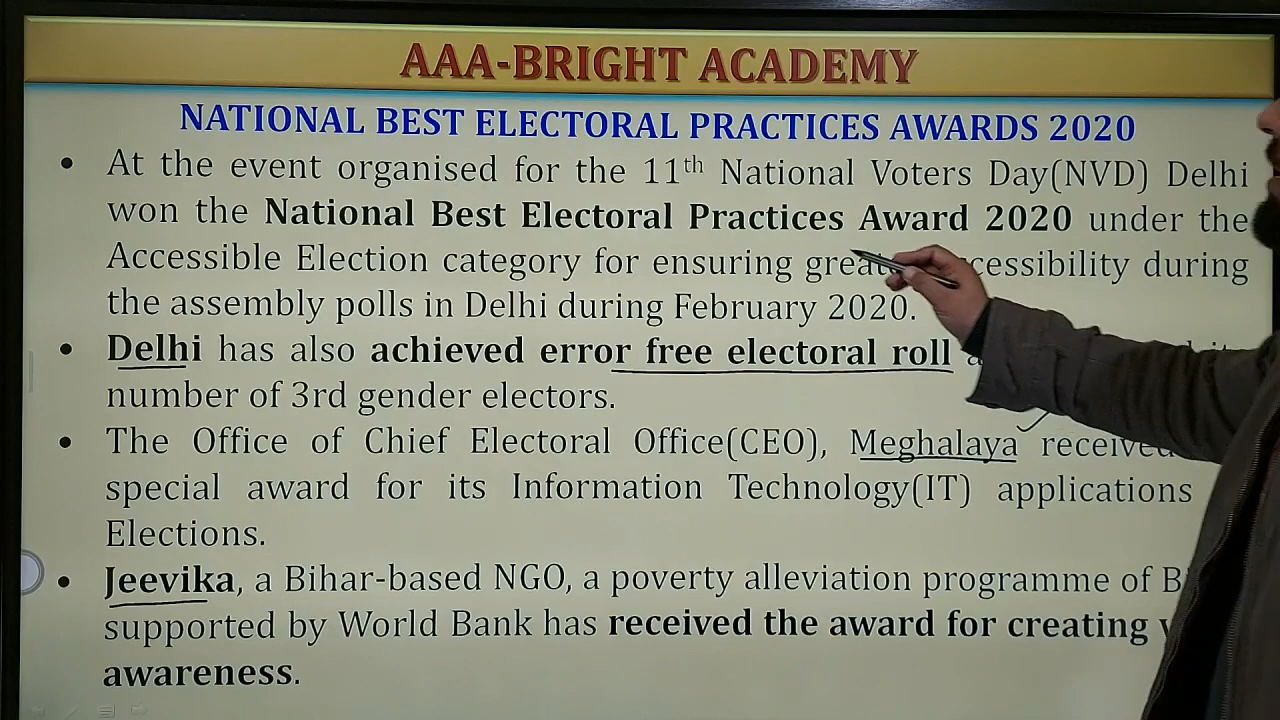 AAA-BRIGHT ACADEMY
NATIONAL BEST ELECTORAL PRACTICES AWARDS 2020
• At the event organised for the 11th National Voters Day(NVD) Delhi
won the National Best Electoral Practices Award 2020 under the
Accessible Election category for ensuring during
the assembly polls in Delhi during February 2020.
• Delhi has also achieved error free electoral roll
number of 3rd gender electors.
• The Office of Chief Electoral Office(CEO), Meghalaya received
special award for its Information Technology(IT) applications
Elections.
• Jeevika, a Bihar-based NGO, a poverty alleviation programme of
supported by World Bank has received the award for creating
awareness.